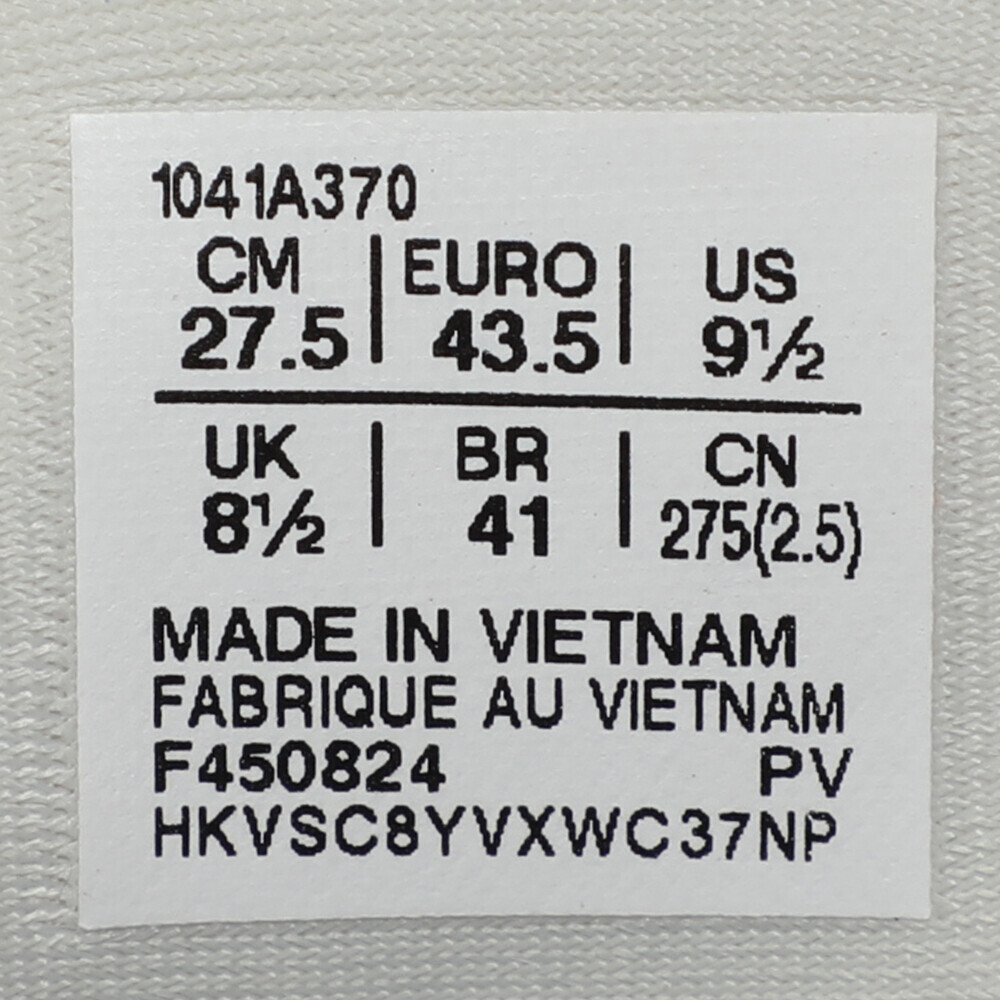 1041A370
CM | EURO | US
27.5 | 43.5 | 9½
UK | BR | CN
8½ | 41 | 275(2.5)
MADE IN VIETNAM
FABRIQUE AU VIETNAM
F450824 PV
HKVSC8YVXWC37NP